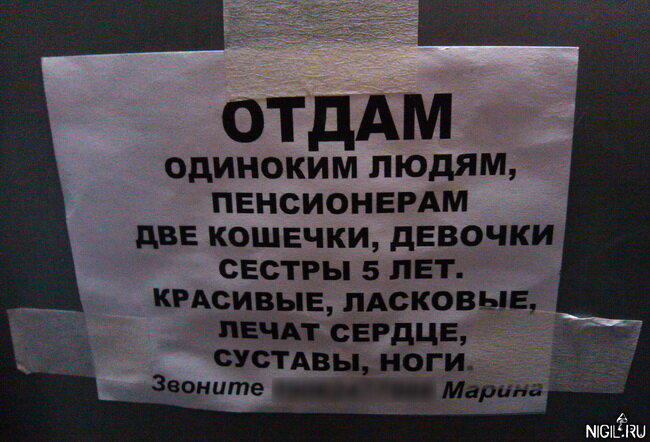 ОТДАМ
ОДИНОКИМ ЛЮДЯМ,
ПЕНСИОНЕРАМ
ДВЕ КОШЕЧКИ, ДЕВОЧКИ
СЕСТРЫ 5 ЛЕТ.
КРАСИВЫЕ, ЛАСКОВЫЕ,
ЛЕЧАТ СЕРДЦЕ,
СУСТАВЫ, НОГИ.
Звоните Марина
NIGIL.RU